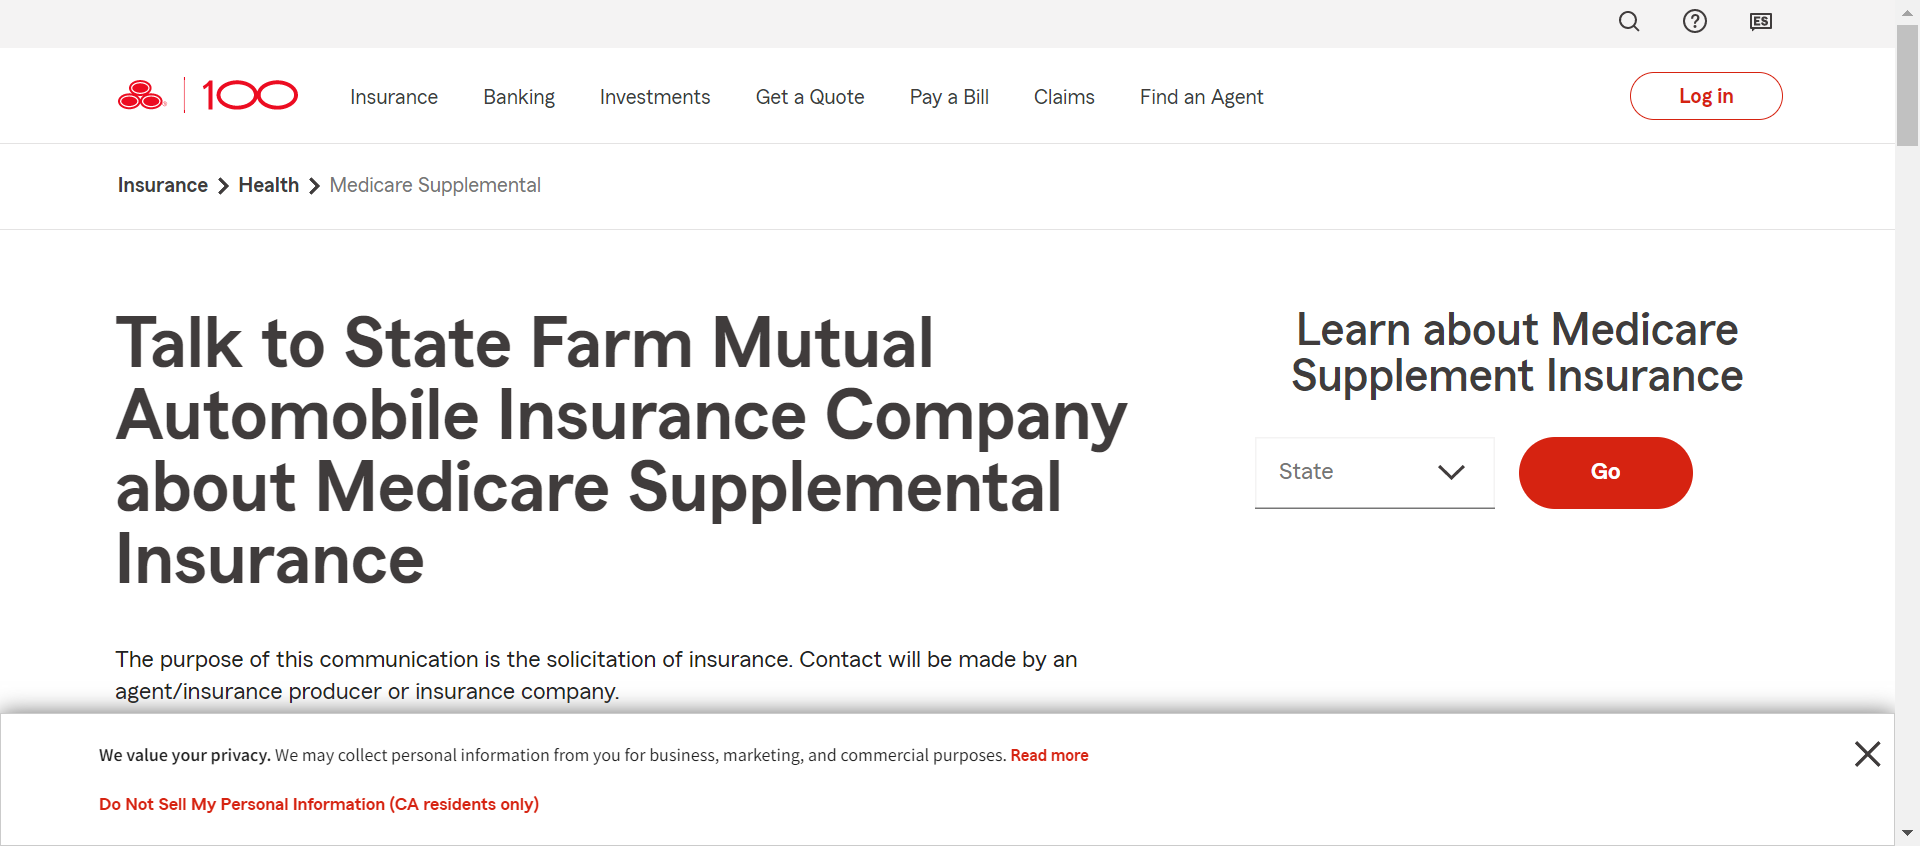 ES
100
Insurance
Banking
Investments
Get a Quote
Pay a Bill
Claims
Find an Agent
Log in
Insurance
Health
Medicare Supplemental
Talk to State Farm Mutual
Automobile Insurance Company
about Medicare Supplemental
Insurance
The purpose of this communication is the solicitation of insurance. Contact will be made by an
agent/insurance producer or insurance company.
Learn about Medicare
Supplement Insurance
State
Go
We value your privacy. We may collect personal information from you for business, marketing, and commercial purposes. Read more
Do Not Sell My Personal Information (CA residents only)